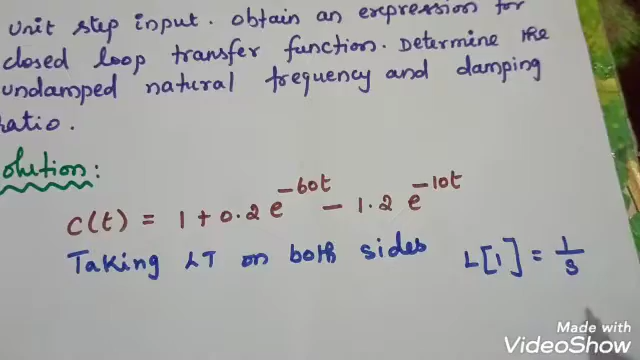 unit step input. obtain an expression for
closed loop transfer function. Determine the
undamped natural frequency and damping
ratio.
Solution:
c(t) = 1 + 0.2 e^-60t - 1.2 e^-10t
Taking LT on both sides L[1] = 1/s
Made with
VideoShow